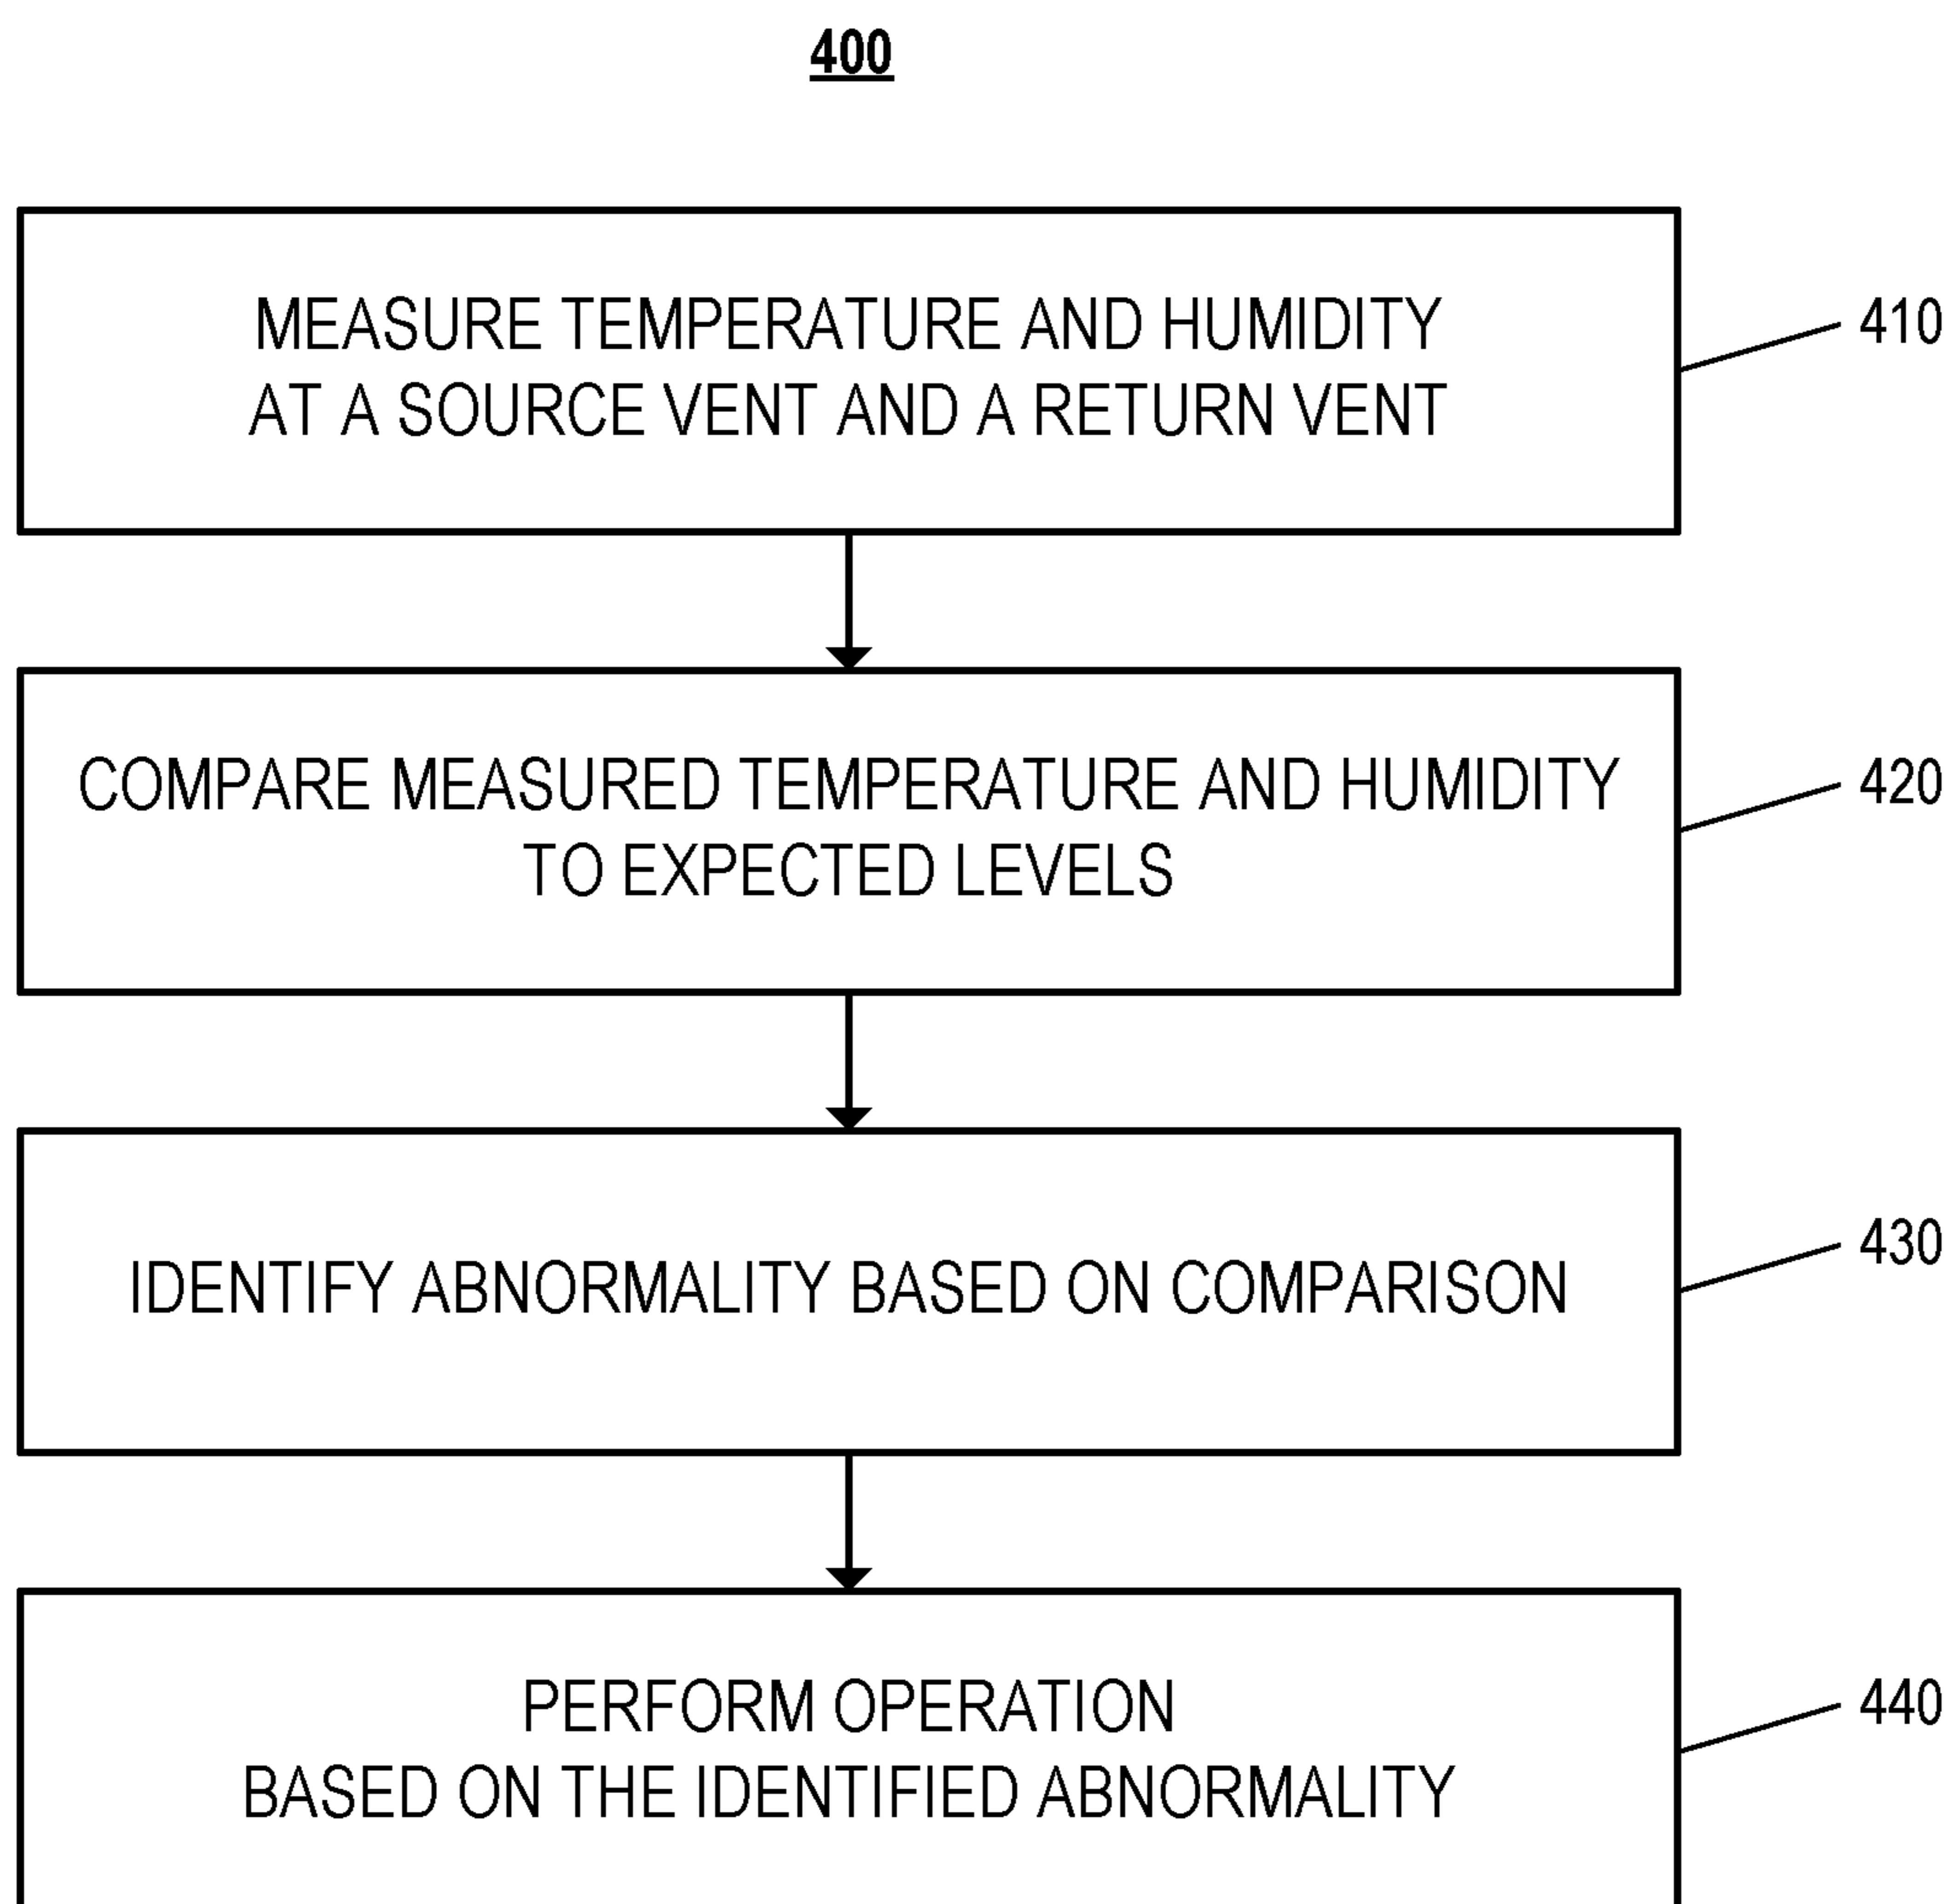 400
MEASURE TEMPERATURE AND HUMIDITY
AT A SOURCE VENT AND A RETURN VENT
410
COMPARE MEASURED TEMPERATURE AND HUMIDITY
TO EXPECTED LEVELS
420
IDENTIFY ABNORMALITY BASED ON COMPARISON
430
PERFORM OPERATION
BASED ON THE IDENTIFIED ABNORMALITY
440